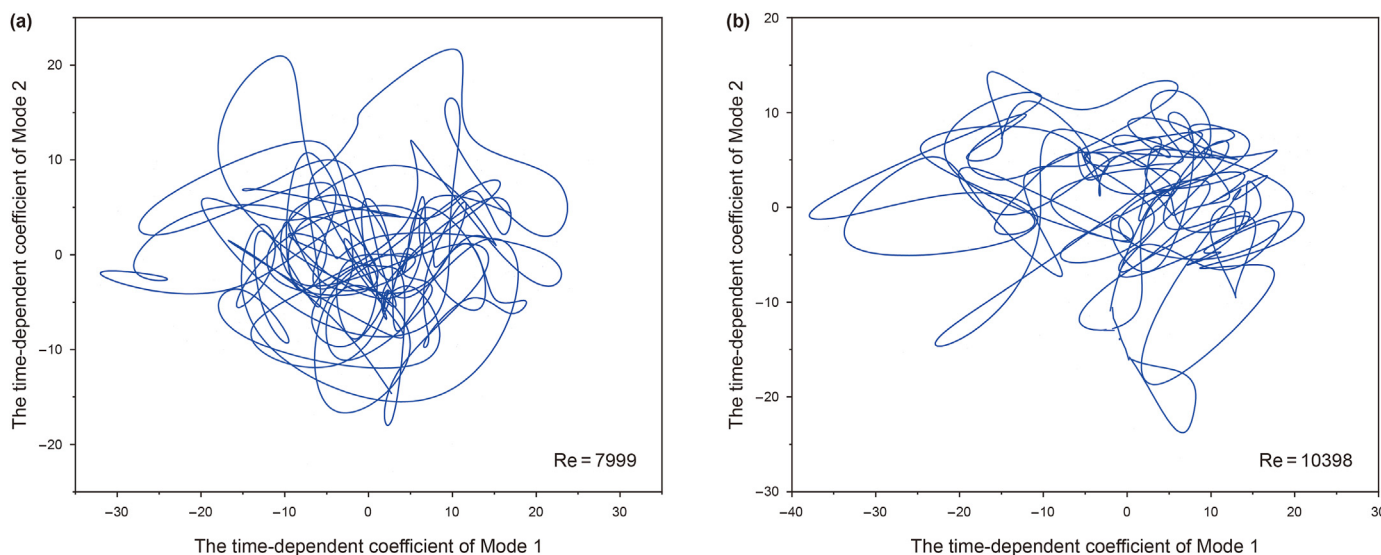 (a)
The time-dependent coefficient of Mode 2
20
10
0
−10
−20
Re = 7999
−30 −20 −10 0 10 20 30
The time-dependent coefficient of Mode 1
(b)
The time-dependent coefficient of Mode 2
20
10
0
−10
−20
−30
Re = 10398
−40 −30 −20 −10 0 10 20 30
The time-dependent coefficient of Mode 1